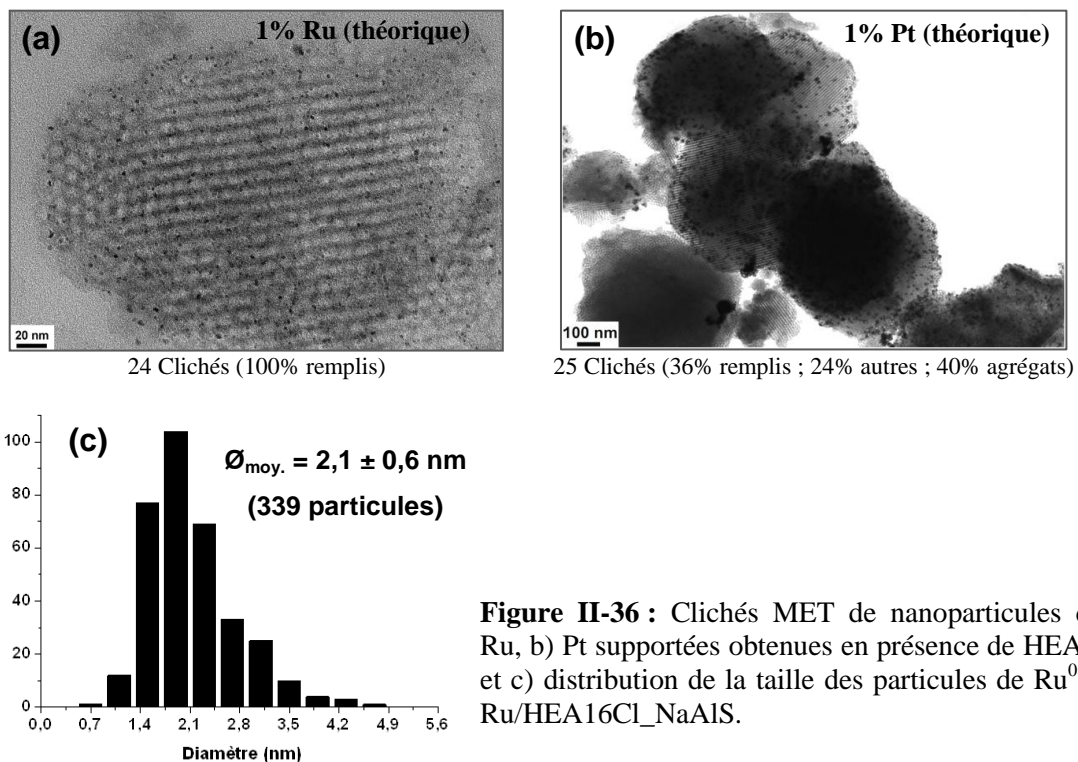 (a)
1% Ru (théorique)
20 nm
24 Clichés (100% remplis)
(b)
1% Pt (théorique)
100 nm
25 Clichés (36% remplis ; 24% autres ; 40% agrégats)
(c)
Ø moy. = 2,1 ± 0,6 nm
(339 particules)
100
80
60
40
20
0
0,0 0,7 1,4 2,1 2,8 3,5 4,2 4,9 5,6
Diamètre (nm)
Figure II-36 : Clichés MET de nanoparticules
Ru, b) Pt supportées obtenues en présence de
et c) distribution de la taille des particules de Ru⁰
Ru/HEA16Cl_NaAlS.